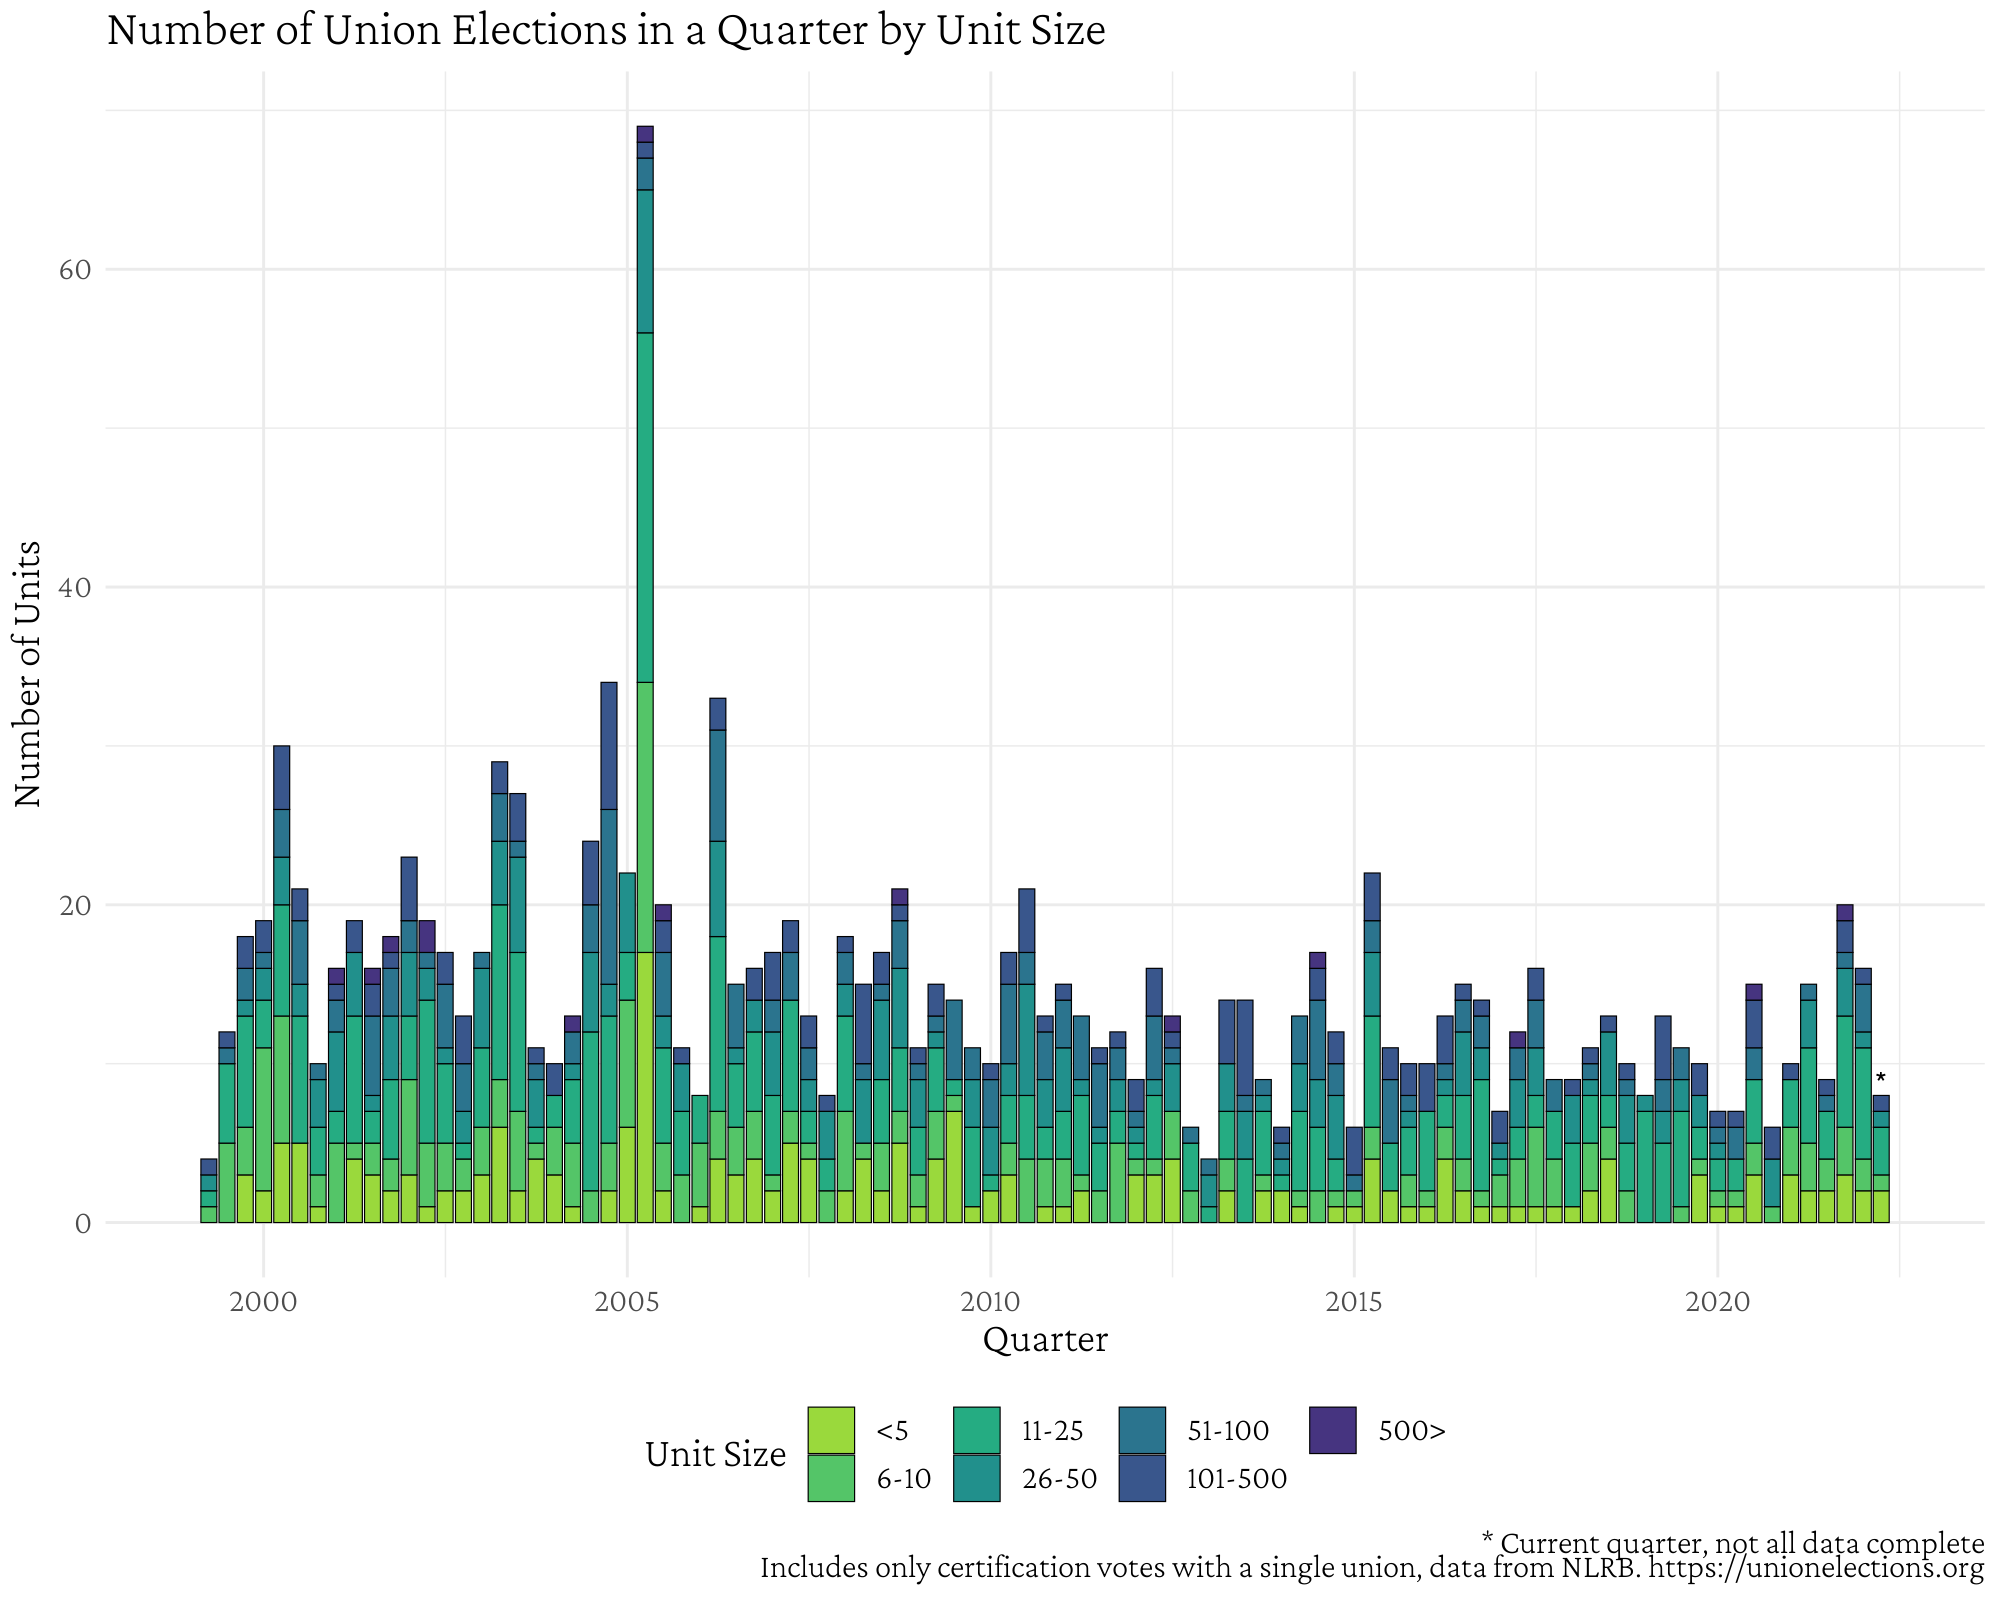 Number of Union Elections in a Quarter by Unit Size
Number of Units
60
40
20
0
*
2000 2005 2010 2015 2020
Quarter
Unit Size
<5 11-25 51-100 500>
6-10 26-50 101-500
* Current quarter, not all data complete
Includes only certification votes with a single union, data from NLRB. https://unionelections.org